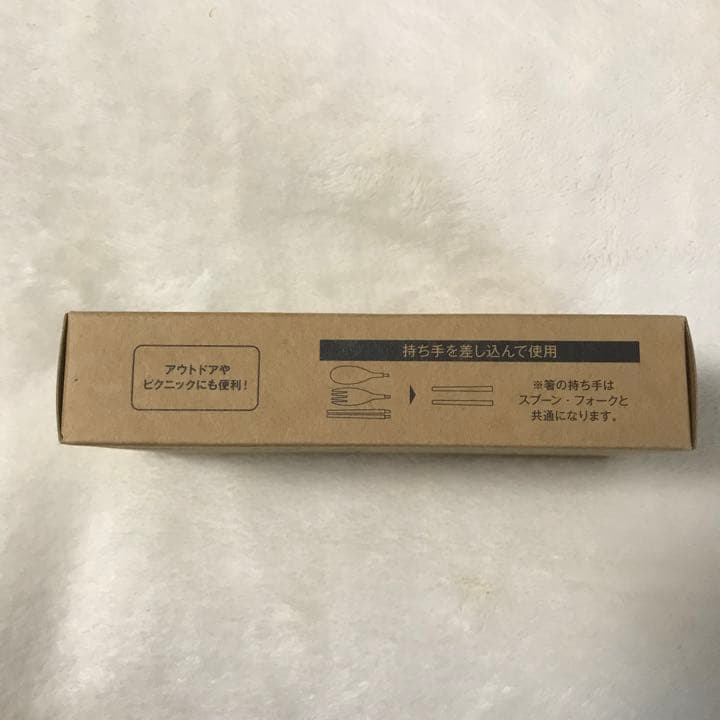 アウトドアや
ピクニックにも便利!
持ち手を差し込んで使用
※箸の持ち手は
スプーン・フォークと
共通になります。